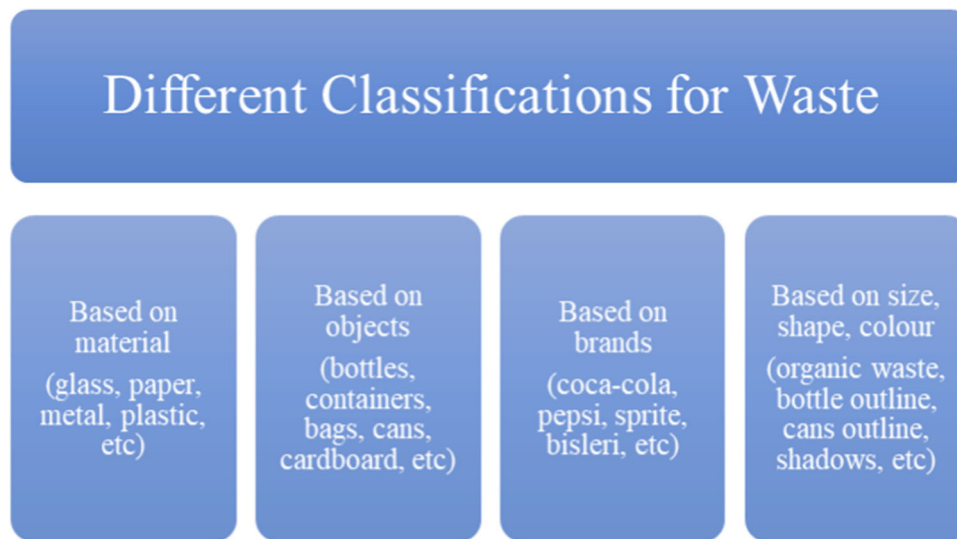 Different Classifications for Waste
Based on
material
(glass, paper,
metal, plastic,
etc)
Based on
objects
(bottles,
containers,
bags, cans,
cardboard, etc)
Based on
brands
(coca-cola,
pepsi, sprite,
bisleri, etc)
Based on size,
shape, colour
(organic waste,
bottle outline,
cans outline,
shadows, etc)